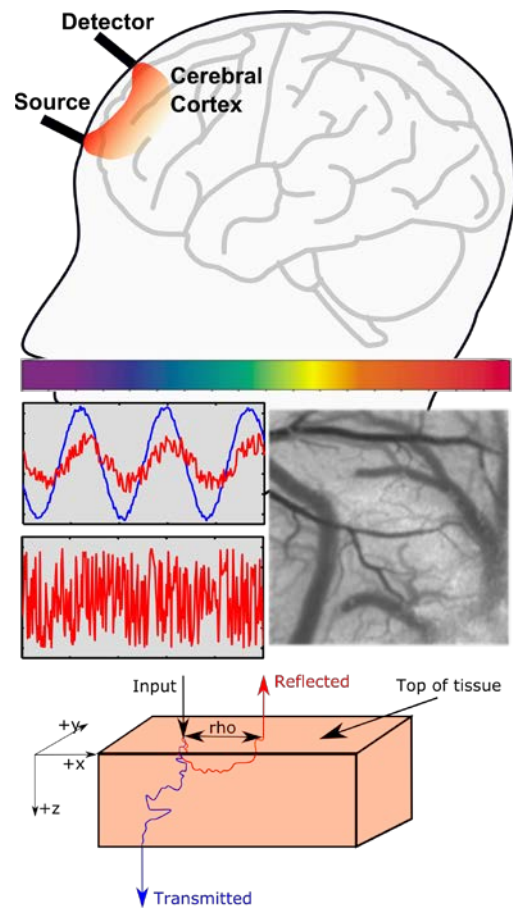 Detector
Cerebral
Cortex
Source
Input
Reflected
Top of tissue
rho
+y
+x
+z
Transmitted